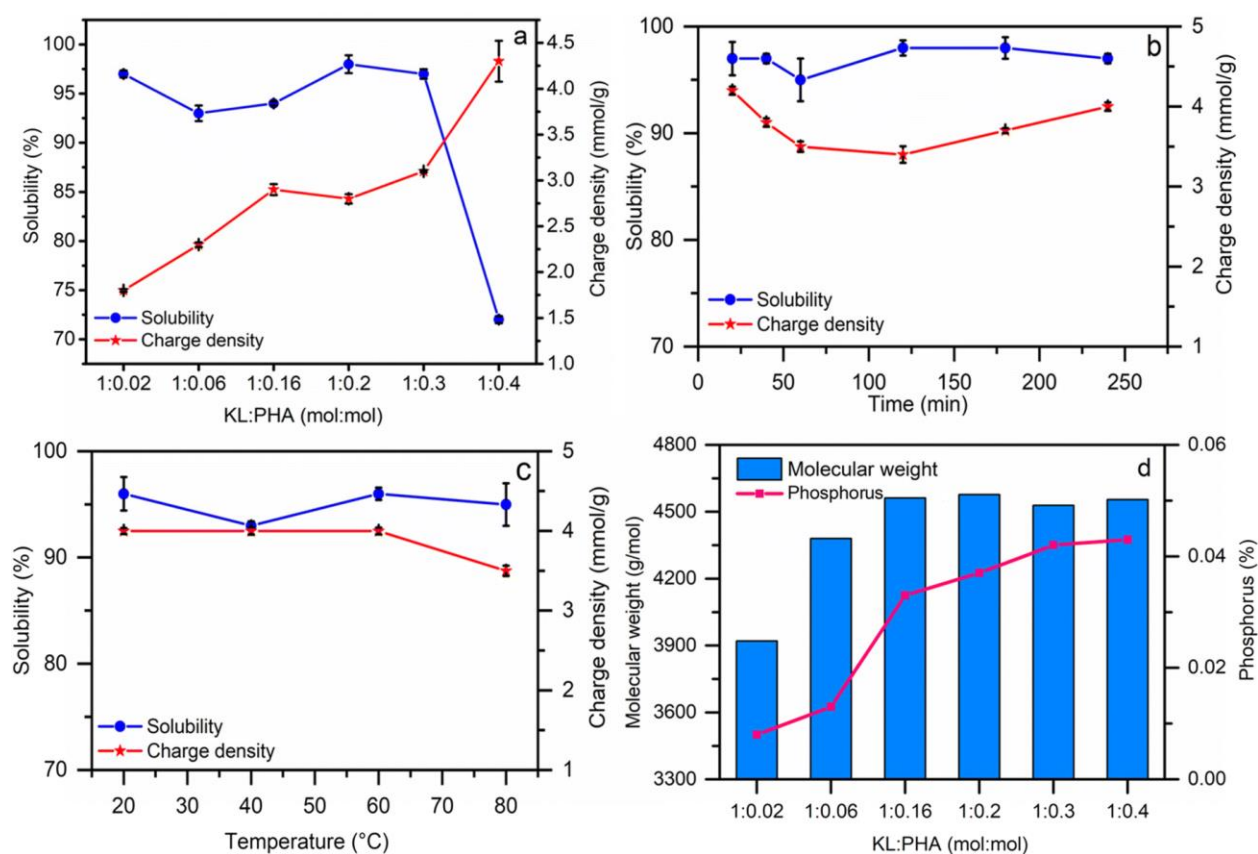 a
100
95
90
85
80
75
70
Solubility (%)
4.5
4.0
3.5
3.0
2.5
2.0
1.5
1.0
Charge density (mmol/g)
Solubility
Charge density
1:0.02 1:0.06 1:0.16 1:0.2 1:0.3 1:0.4
KL:PHA (mol:mol)
b
100
90
80
70
Solubility (%)
5
4
3
2
1
Charge density (mmol/g)
Solubility
Charge density
0 50 100 150 200 250
Time (min)
c
100
90
80
70
Solubility (%)
5
4
3
2
1
Charge density (mmol/g)
Solubility
Charge density
20 30 40 50 60 70 80
Temperature (°C)
d
4800
4500
4200
3900
3600
3300
Molecular weight (g/mol)
0.06
0.04
0.02
0.00
Phosphorus (%)
Molecular weight
Phosphorus
1:0.02 1:0.06 1:0.16 1:0.2 1:0.3 1:0.4
KL:PHA (mol:mol)